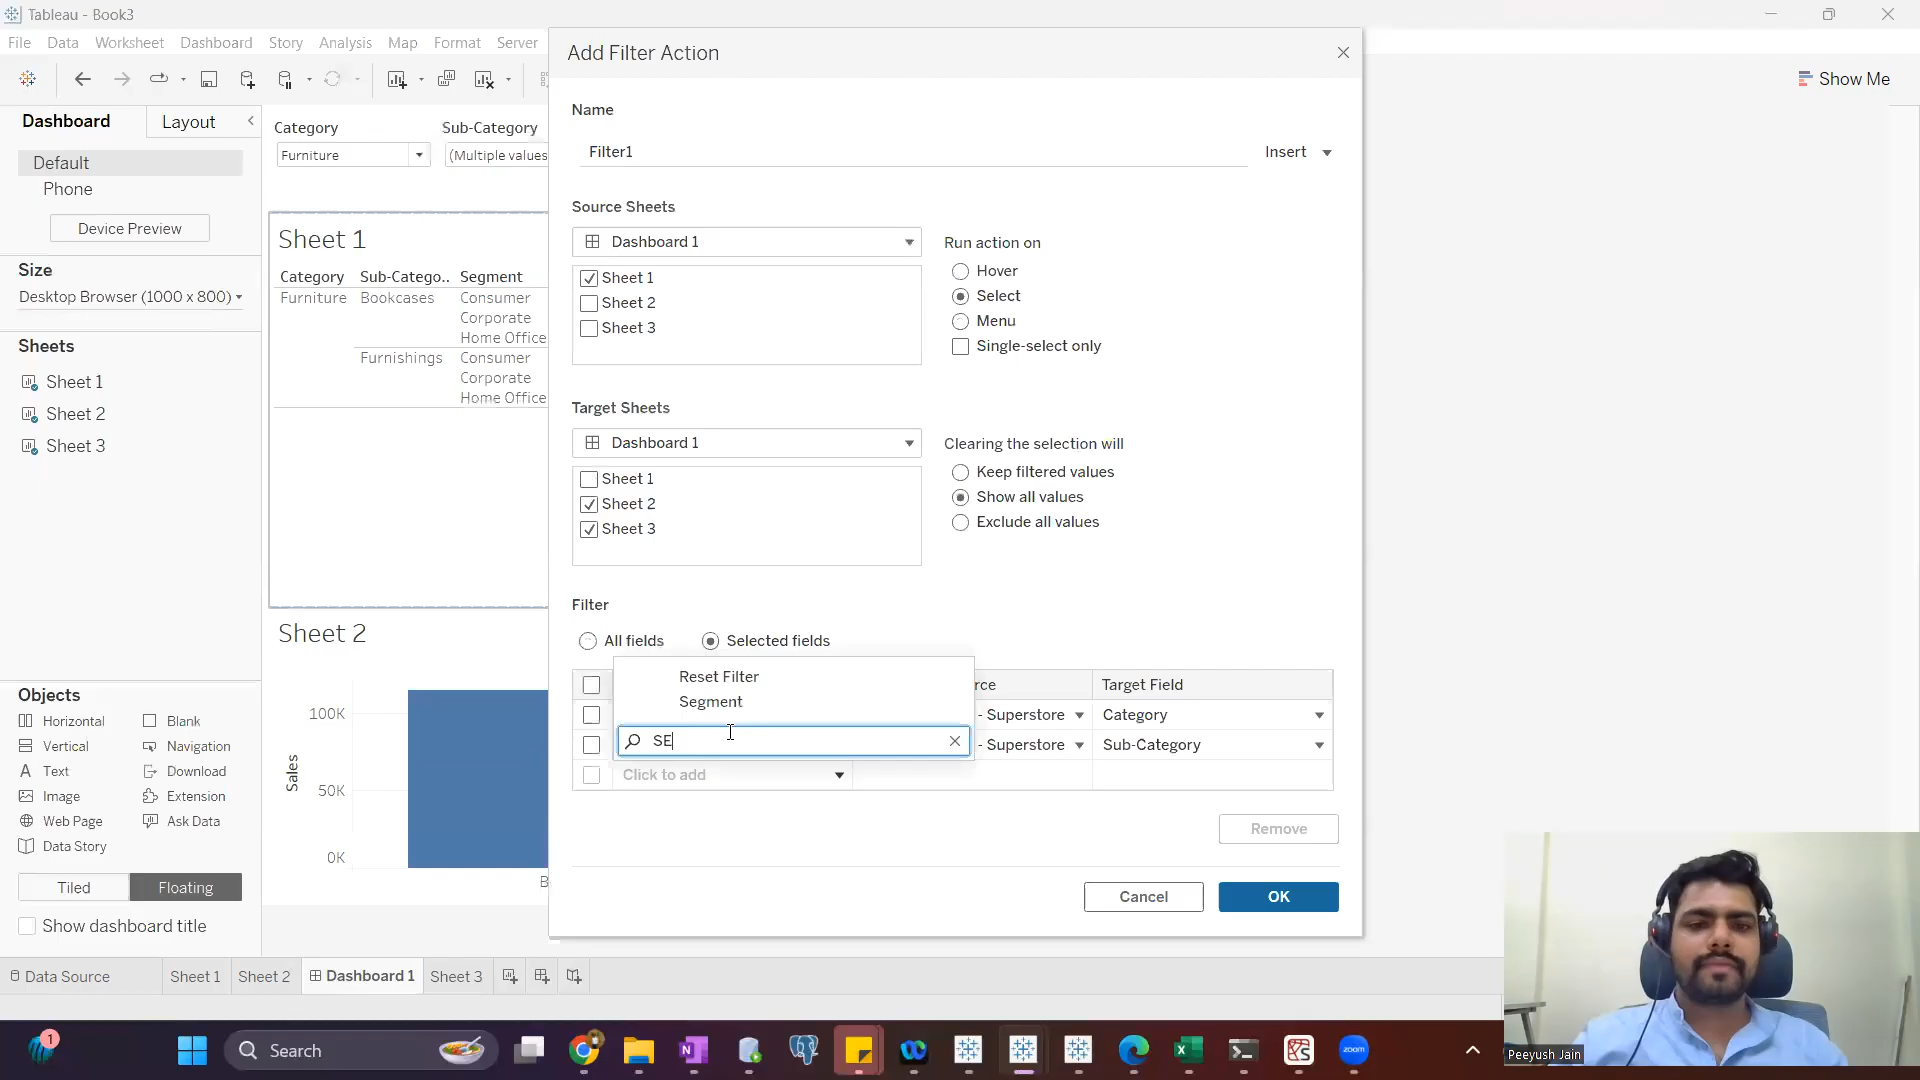 Tableau - Book3
File Data Worksheet Dashboard Story Analysis Map Format Server
Show Me
Dashboard Layout
Default
Phone
Device Preview
Size
Desktop Browser (1000 x 800)
Sheets
Sheet 1
Sheet 2
Sheet 3
Objects
Horizontal Blank
Vertical Navigation
Text Download
Image Extension
Web Page Ask Data
Data Story
Tiled Floating
Show dashboard title
Category Sub-Category
Furniture (Multiple values
Sheet 1
Category Sub-Catego.. Segment
Furniture Bookcases Consumer
Corporate
Home Office
Furnishings Consumer
Corporate
Home Office
Sheet 2
100K
50K
0K
Sales
B
Add Filter Action
Name
Filter1 Insert
Source Sheets
Dashboard 1
Sheet 1
Sheet 2
Sheet 3
Run action on
Hover
Select
Menu
Single-select only
Target Sheets
Dashboard 1
Sheet 1
Sheet 2
Sheet 3
Clearing the selection will
Keep filtered values
Show all values
Exclude all values
Filter
All fields Selected fields
rce Target Field
Reset Filter
Segment
SE
- Superstore Category
- Superstore Sub-Category
Click to add
Remove
Cancel OK
Data Source Sheet 1 Sheet 2 Dashboard 1 Sheet 3
1
Search
zoom
Peeyush Jain